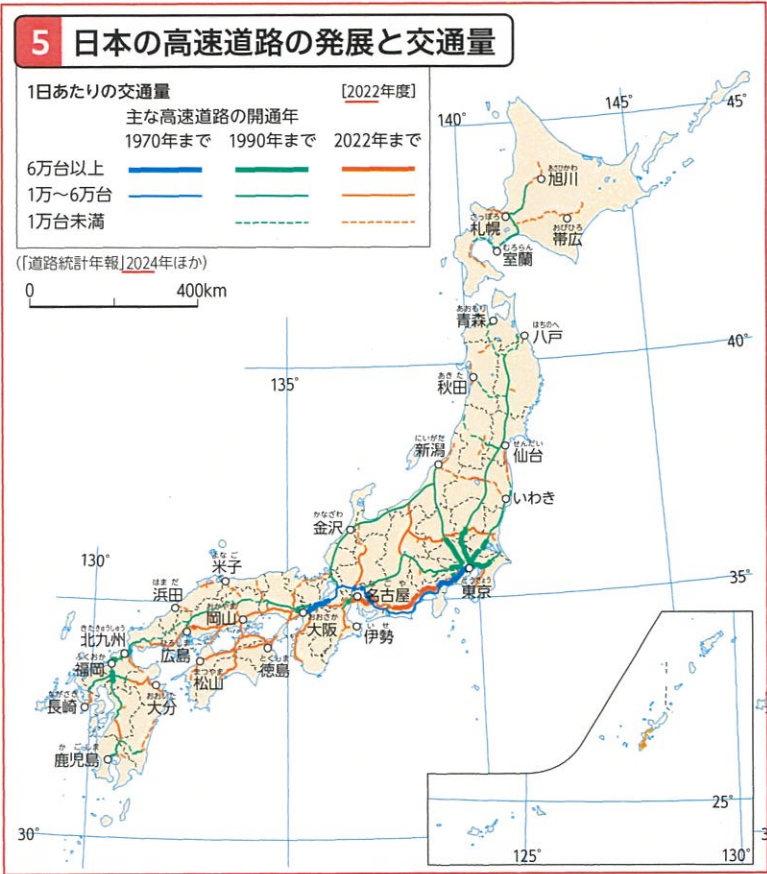 5 日本の高速道路の発展と交通量
1日あたりの交通量 [2022年度]
主な高速道路の開通年
1970年まで 1990年まで 2022年まで
6万台以上
1万〜6万台
1万台未満
(「道路統計年報」2024年ほか)
0 400km
140° 145° 45°
あさひかわ
旭川
さっぽろ
札幌
おびひろ
帯広
むろらん
室蘭
あおもり
青森
はちのへ
八戸
40°
135°
あきた
秋田
にいがた
新潟
せんだい
仙台
いわき
かなざわ
金沢
130°
よなご
米子
はまだ
浜田
おかやま
岡山
なごや
名古屋
とうきょう
東京
35°
おおさか
大阪
いせ
伊勢
きたきゅうしゅう
北九州
ひろしま
広島
ふくおか
福岡
まつやま
松山
とくしま
徳島
ながさき
長崎
おおいた
大分
かごしま
鹿児島
30°
25°
125° 130°